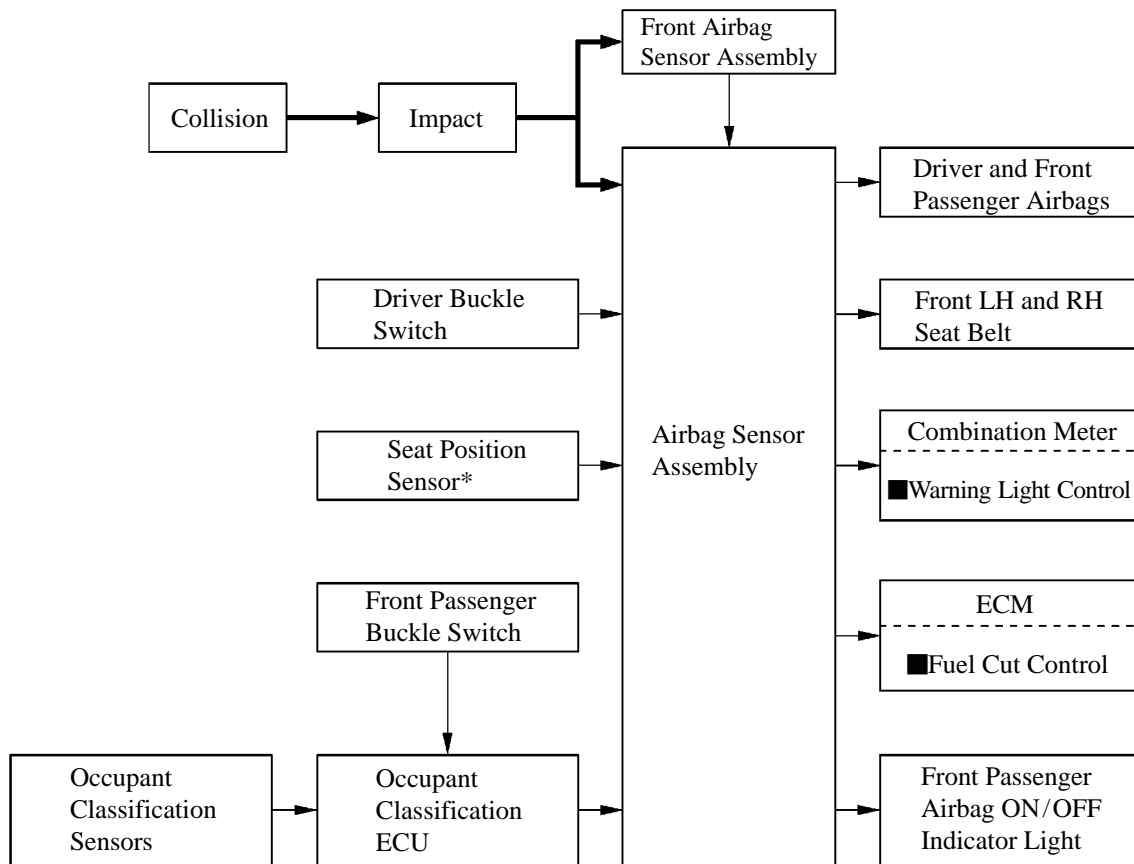 Front Airbag
Sensor Assembly
Collision
Impact
Driver and Front
Passenger Airbags
Driver Buckle
Switch
Front LH and RH
Seat Belt
Seat Position
Sensor*
Airbag Sensor
Assembly
Combination Meter
■Warning Light Control
Front Passenger
Buckle Switch
ECM
■Fuel Cut Control
Occupant
Classification
Sensors
Occupant
Classification
ECU
Front Passenger
Airbag ON/OFF
Indicator Light